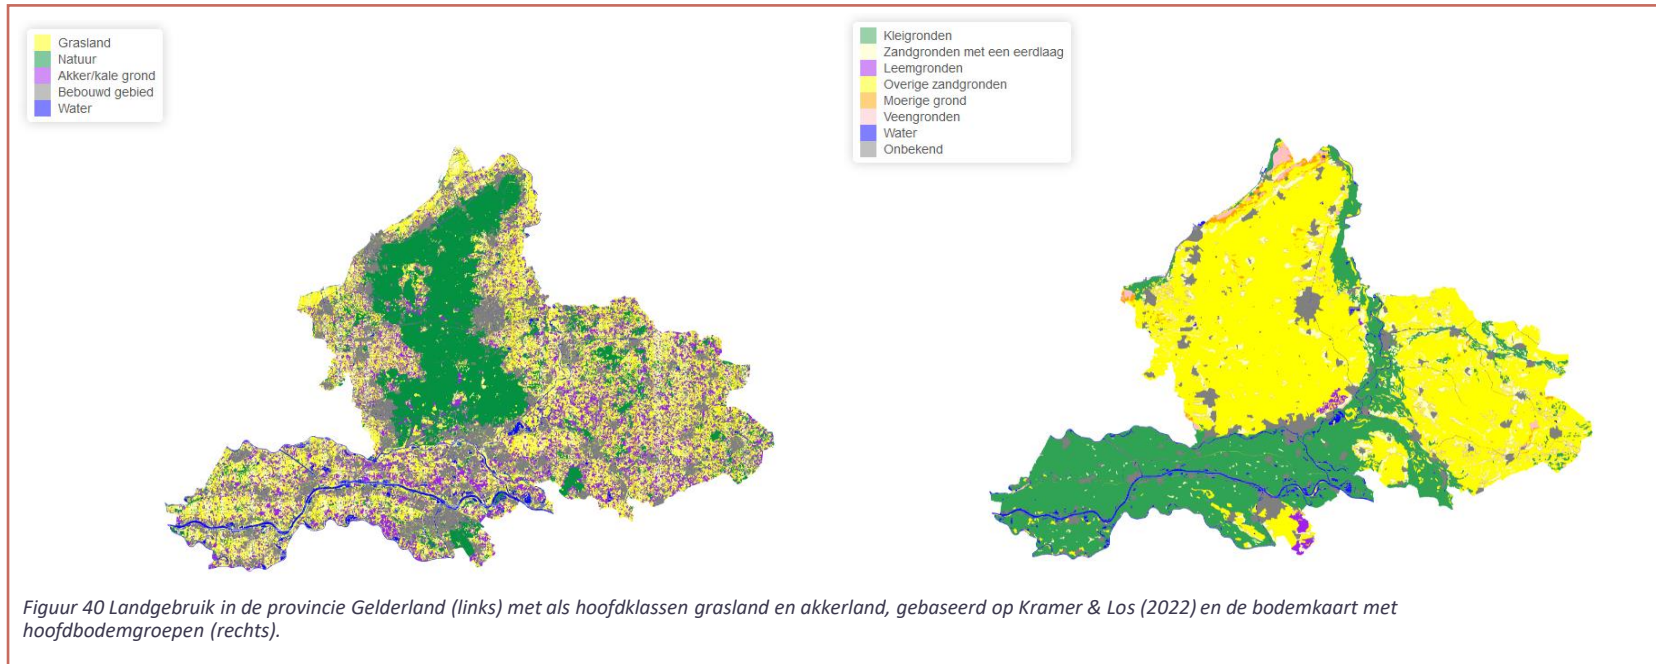 Grasland
Natuur
Akker/kale grond
Bebouwd gebied
Water
Kleigronden
Zandgronden met een eerdlaag
Leemgronden
Overige zandgronden
Moerige grond
Veengronden
Water
Onbekend
Figuur 40 Landgebruik in de provincie Gelderland (links) met als hoofdklassen grasland en akkerland, gebaseerd op Kramer & Los (2022) en de bodemkaart met
hoofdbodemgroepen (rechts).